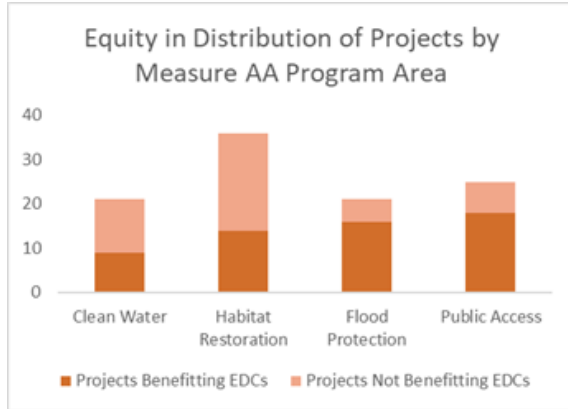 Equity in Distribution of Projects by
Measure AA Program Area
40
30
20
10
0
Clean Water
Habitat
Restoration
Flood
Protection
Public Access
Projects Benefitting EDCs
Projects Not Benefitting EDCs